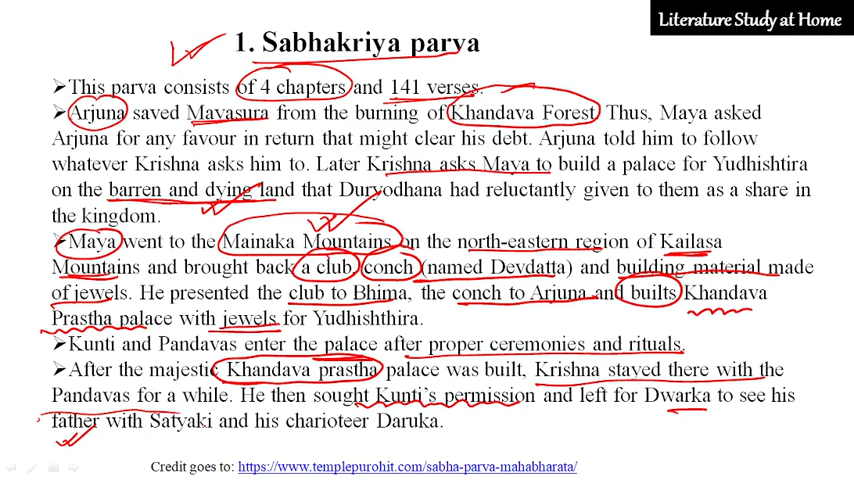 Literature Study at Home
1. Sabhakriya parva
➢This parva consists of 4 chapters and 141 verses.
➢Arjuna saved Mayasura from the burning of Khandava Forest. Thus, Maya asked
Arjuna for any favour in return that might clear his debt. Arjuna told him to follow
whatever Krishna asks him to. Later Krishna asks Maya to build a palace for Yudhishtira
on the barren and dying land that Duryodhana had reluctantly given to them as a share in
the kingdom.
➢Maya went to the Mainaka Mountains on the north-eastern region of Kailasa
Mountains and brought back a club, conch (named Devdatta) and building material made
of jewels. He presented the club to Bhima, the conch to Arjuna and builts Khandava
Prastha palace with jewels for Yudhishthira.
➢Kunti and Pandavas enter the palace after proper ceremonies and rituals.
➢After the majestic Khandava prastha palace was built, Krishna stayed there with the
Pandavas for a while. He then sought Kunti's permission and left for Dwarka to see his
father with Satyaki and his charioteer Daruka.
Credit goes to: https://www.templepurohit.com/sabha-parva-mahabharata/